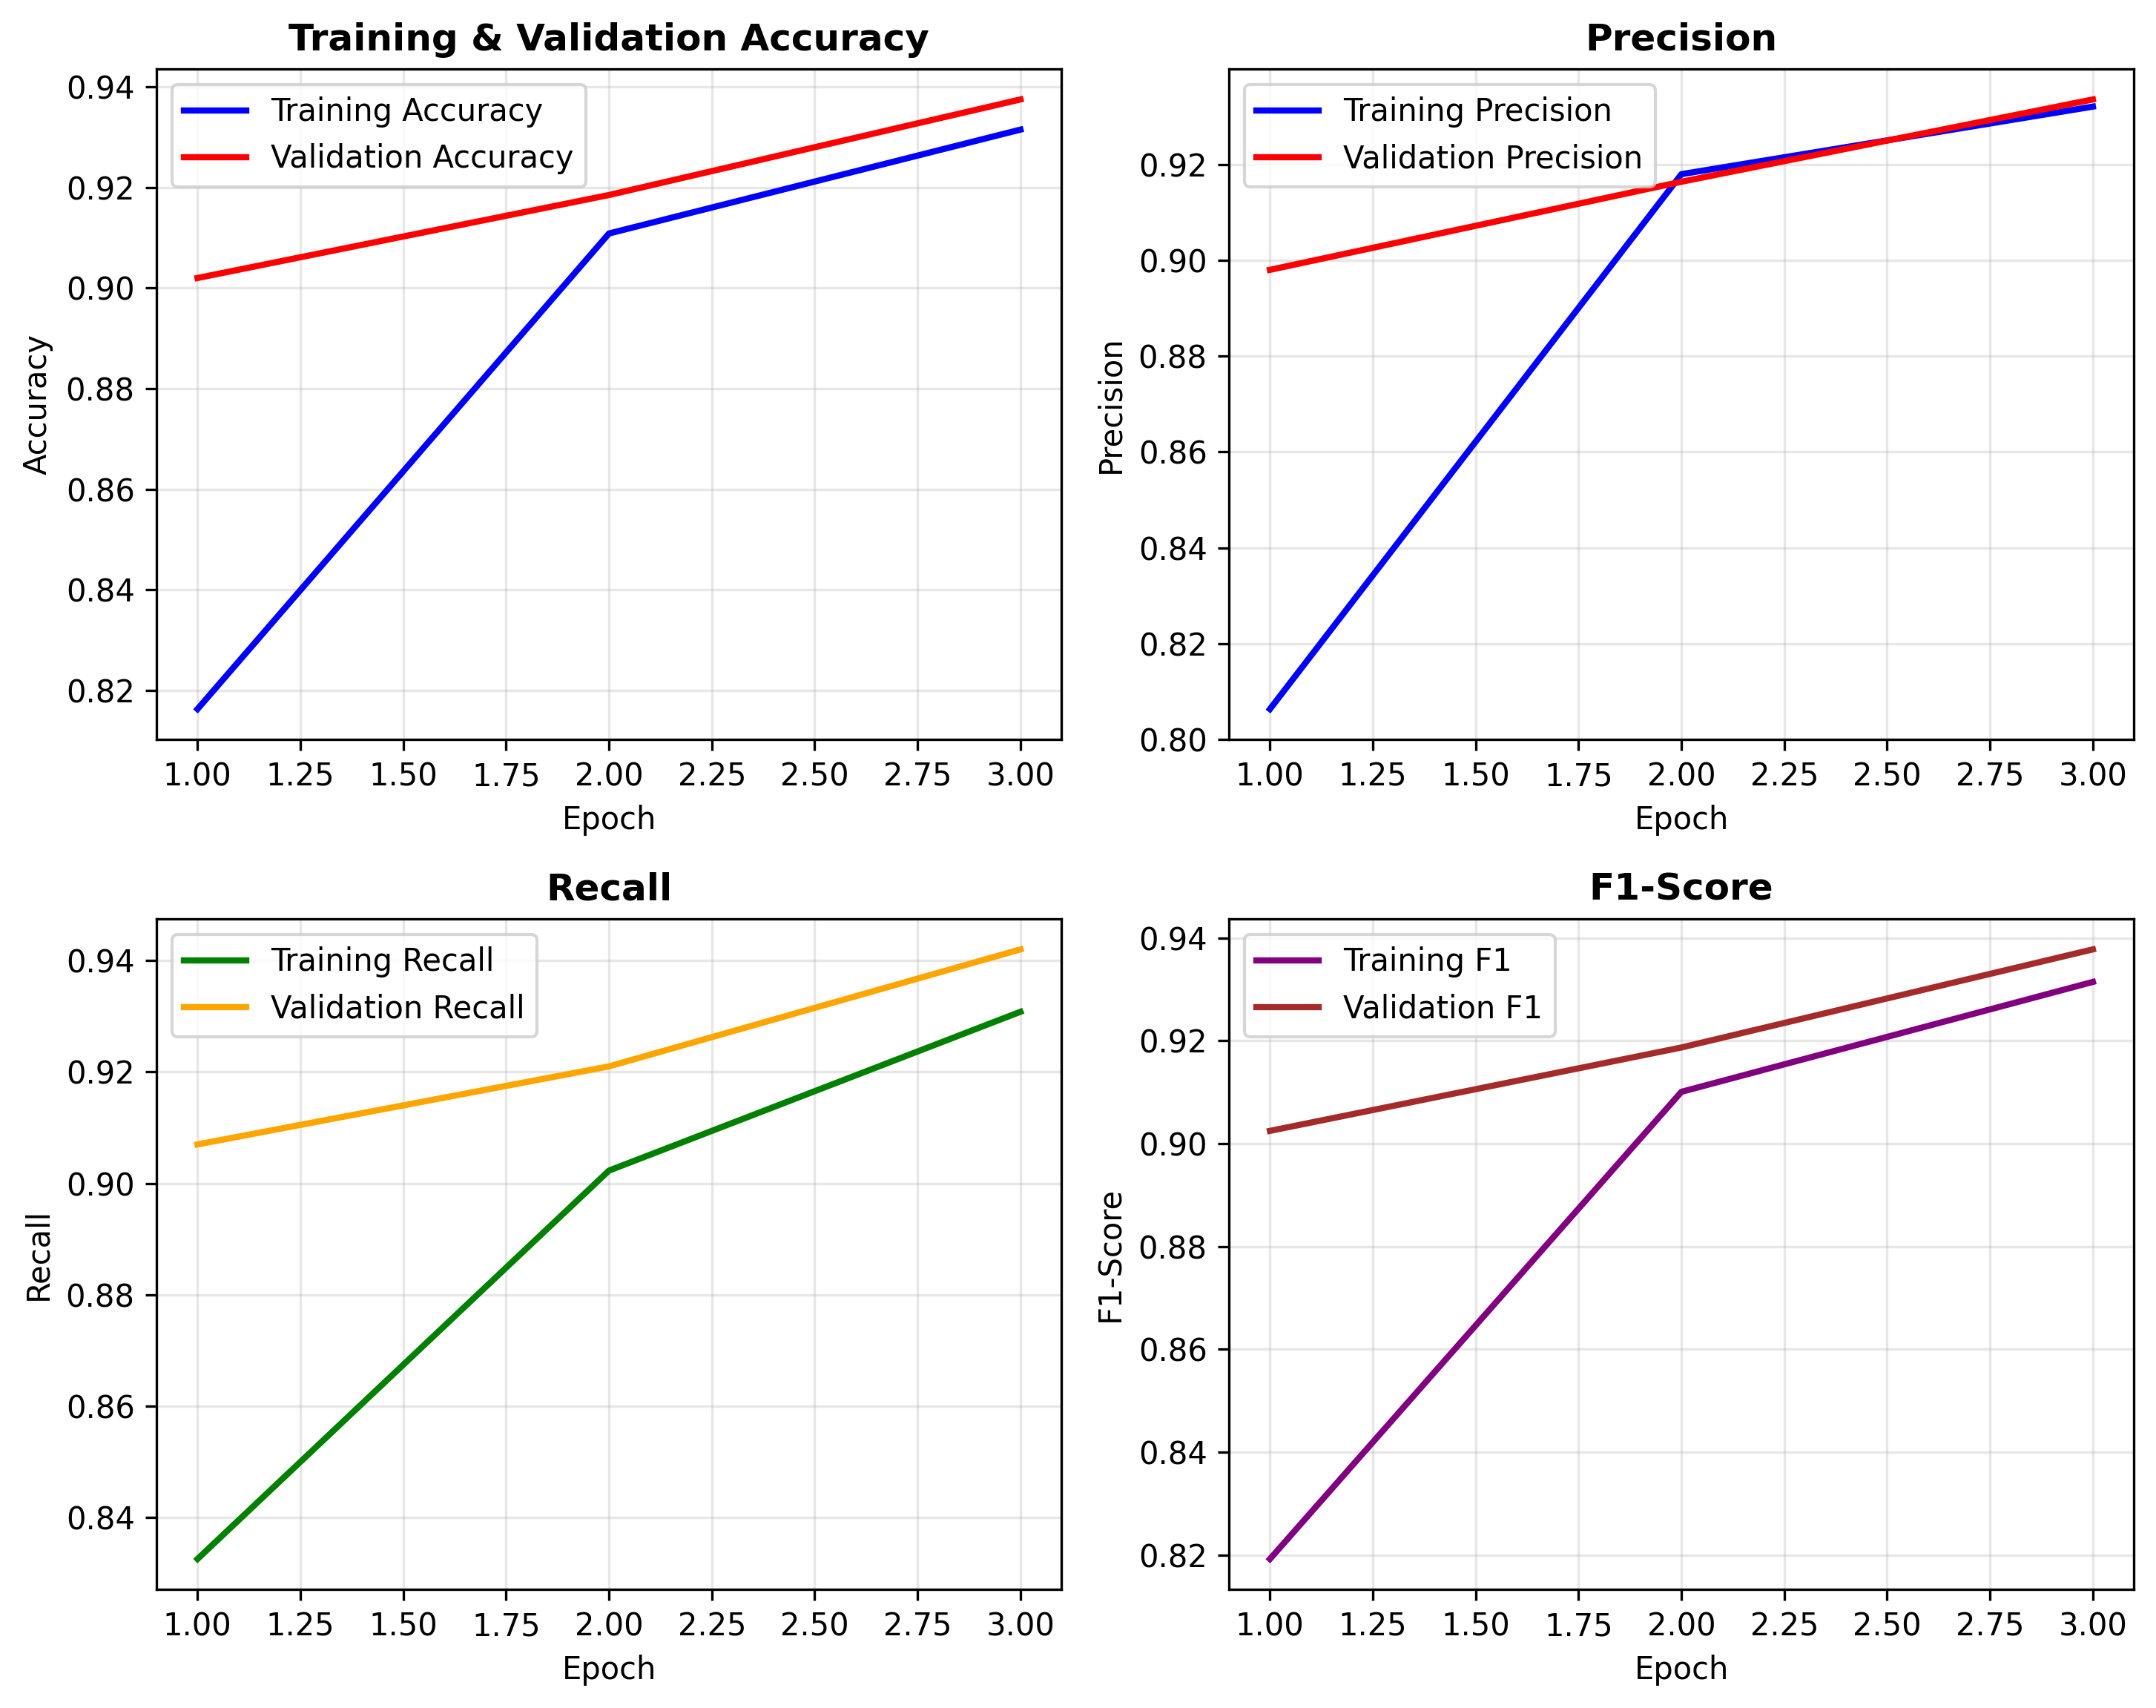 Training & Validation Accuracy
Training Accuracy
Validation Accuracy
0.94
0.92
0.90
0.88
0.86
0.84
0.82
Accuracy
1.00 1.25 1.50 1.75 2.00 2.25 2.50 2.75 3.00
Epoch
Precision
Training Precision
Validation Precision
0.92
0.90
0.88
0.86
0.84
0.82
0.80
Precision
1.00 1.25 1.50 1.75 2.00 2.25 2.50 2.75 3.00
Epoch
Recall
Training Recall
Validation Recall
0.94
0.92
0.90
0.88
0.86
0.84
Recall
1.00 1.25 1.50 1.75 2.00 2.25 2.50 2.75 3.00
Epoch
F1-Score
Training F1
Validation F1
0.94
0.92
0.90
0.88
0.86
0.84
0.82
F1-Score
1.00 1.25 1.50 1.75 2.00 2.25 2.50 2.75 3.00
Epoch